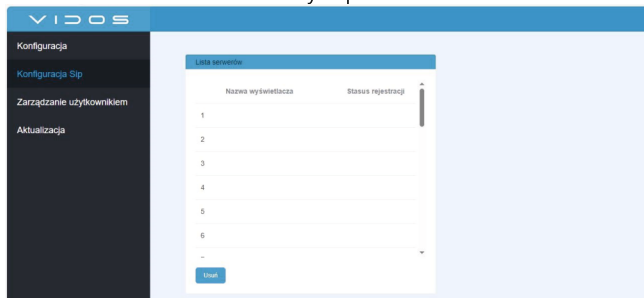 VIDOS
Konfiguracja
Konfiguracja Sip
Zarządzanie użytkownikiem
Aktualizacja
Lista serwerów
Nazwa wyświetlacza Stasus rejestracji
1
2
3
4
5
6
Usuń